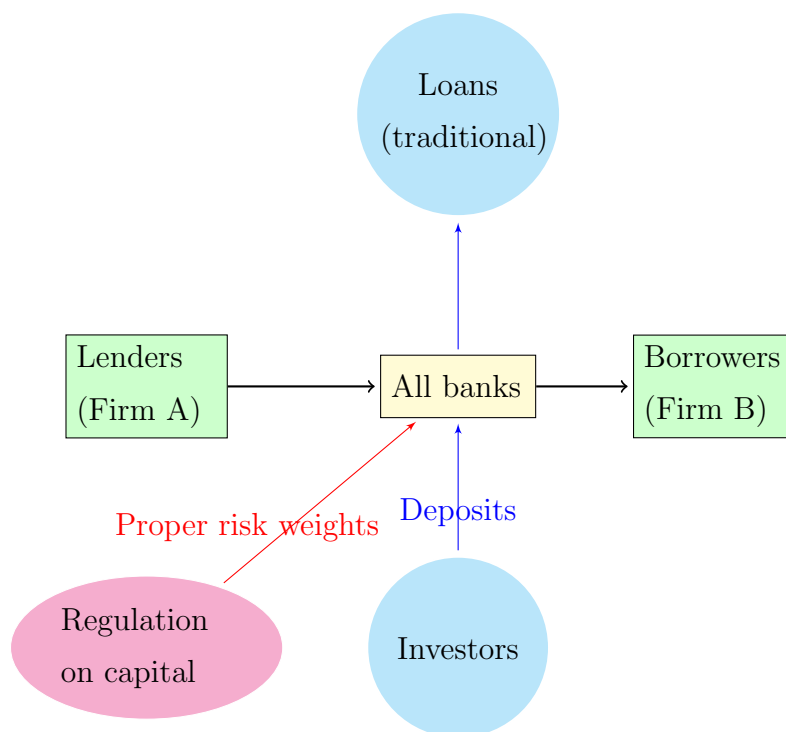 Loans
(traditional)
Lenders
(Firm A)
All banks
Borrowers
(Firm B)
Proper risk weights
Deposits
Regulation
on capital
Investors